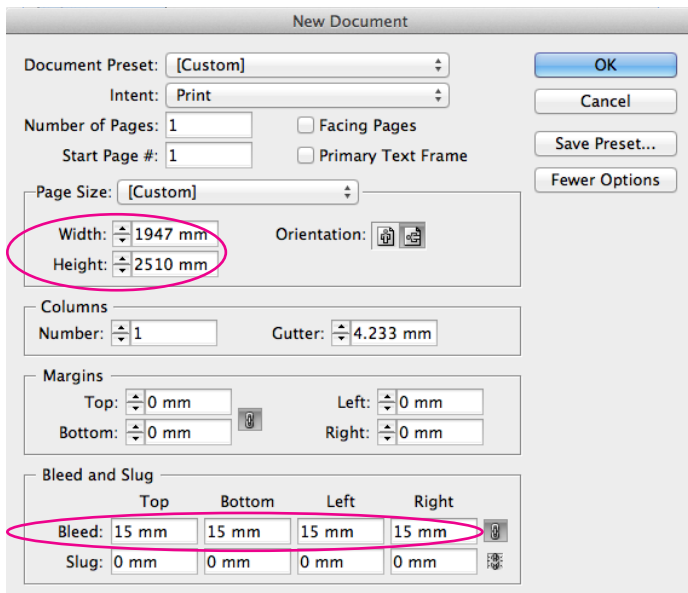 New Document
Document Preset: [Custom]
OK
Intent: Print
Cancel
Number of Pages: 1 Facing Pages
Save Preset...
Start Page #: 1 Primary Text Frame
Fewer Options
Page Size: [Custom]
Width: 1947 mm Orientation:
Height: 2510 mm
Columns
Number: 1 Gutter: 4.233 mm
Margins
Top: 0 mm Left: 0 mm
Bottom: 0 mm Right: 0 mm
Bleed and Slug
Top Bottom Left Right
Bleed: 15 mm 15 mm 15 mm 15 mm
Slug: 0 mm 0 mm 0 mm 0 mm